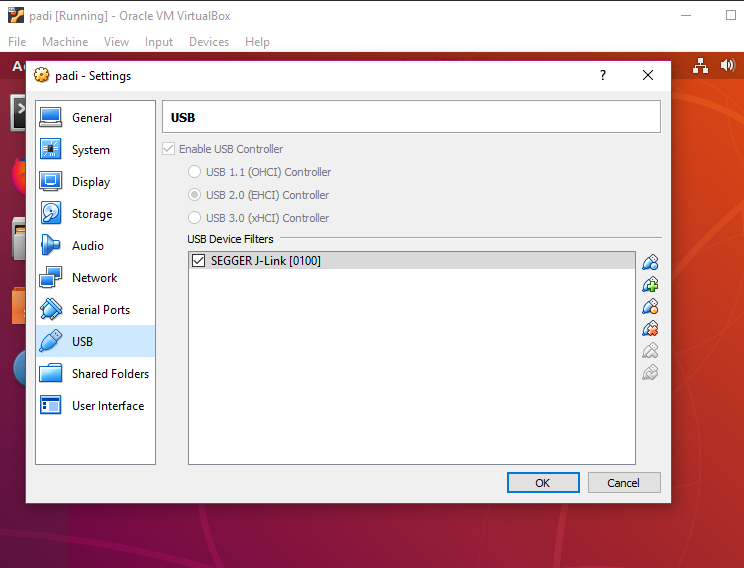 padi [Running] - Oracle VM VirtualBox
File Machine View Input Devices Help
A
padi - Settings
?
General
System
Display
Storage
Audio
Network
Serial Ports
USB
Shared Folders
User Interface
USB
Enable USB Controller
USB 1.1 (OHCI) Controller
USB 2.0 (EHCI) Controller
USB 3.0 (xHCI) Controller
USB Device Filters
SEGGER J-Link [0100]
OK Cancel